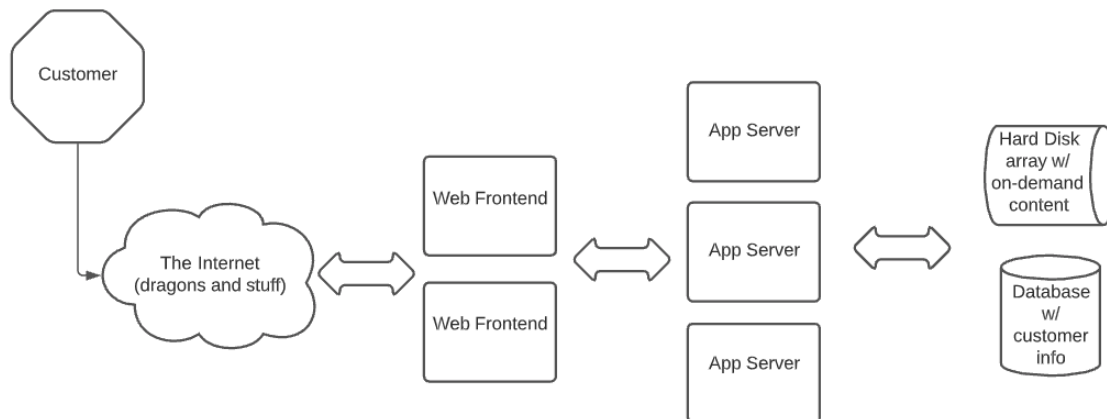 Customer
The Internet
(dragons and stuff)
Web Frontend
Web Frontend
App Server
App Server
App Server
Hard Disk
array w/
on-demand
content
Database
w/
customer
info